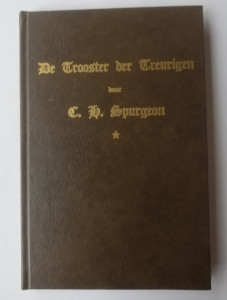 De Trooster der Treurigen
door
C. H. Spurgeon
*